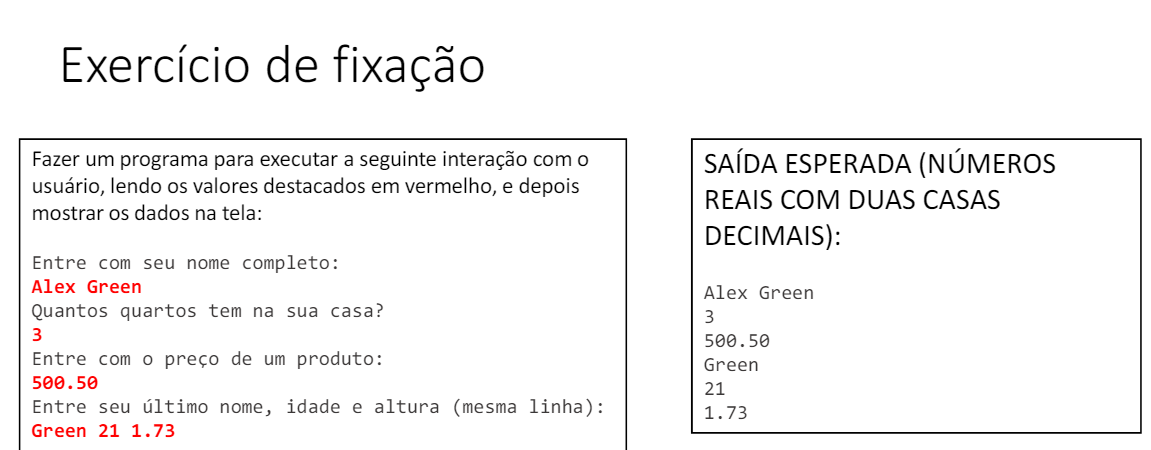 Exercício de fixação
Fazer um programa para executar a seguinte interação com o
usuário, lendo os valores destacados em vermelho, e depois
mostrar os dados na tela:
Entre com seu nome completo:
Alex Green
Quantos quartos tem na sua casa?
3
Entre com o preço de um produto:
500.50
Entre seu último nome, idade e altura (mesma linha):
Green 21 1.73
SAÍDA ESPERADA (NÚMEROS
REAIS COM DUAS CASAS
DECIMAIS):
Alex Green
3
500.50
Green
21
1.73